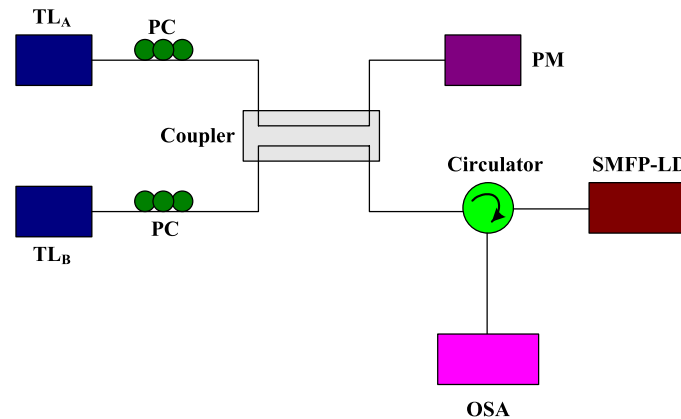 TLA
PC
PM
Coupler
Circulator
SMFP-LD
PC
TLB
OSA